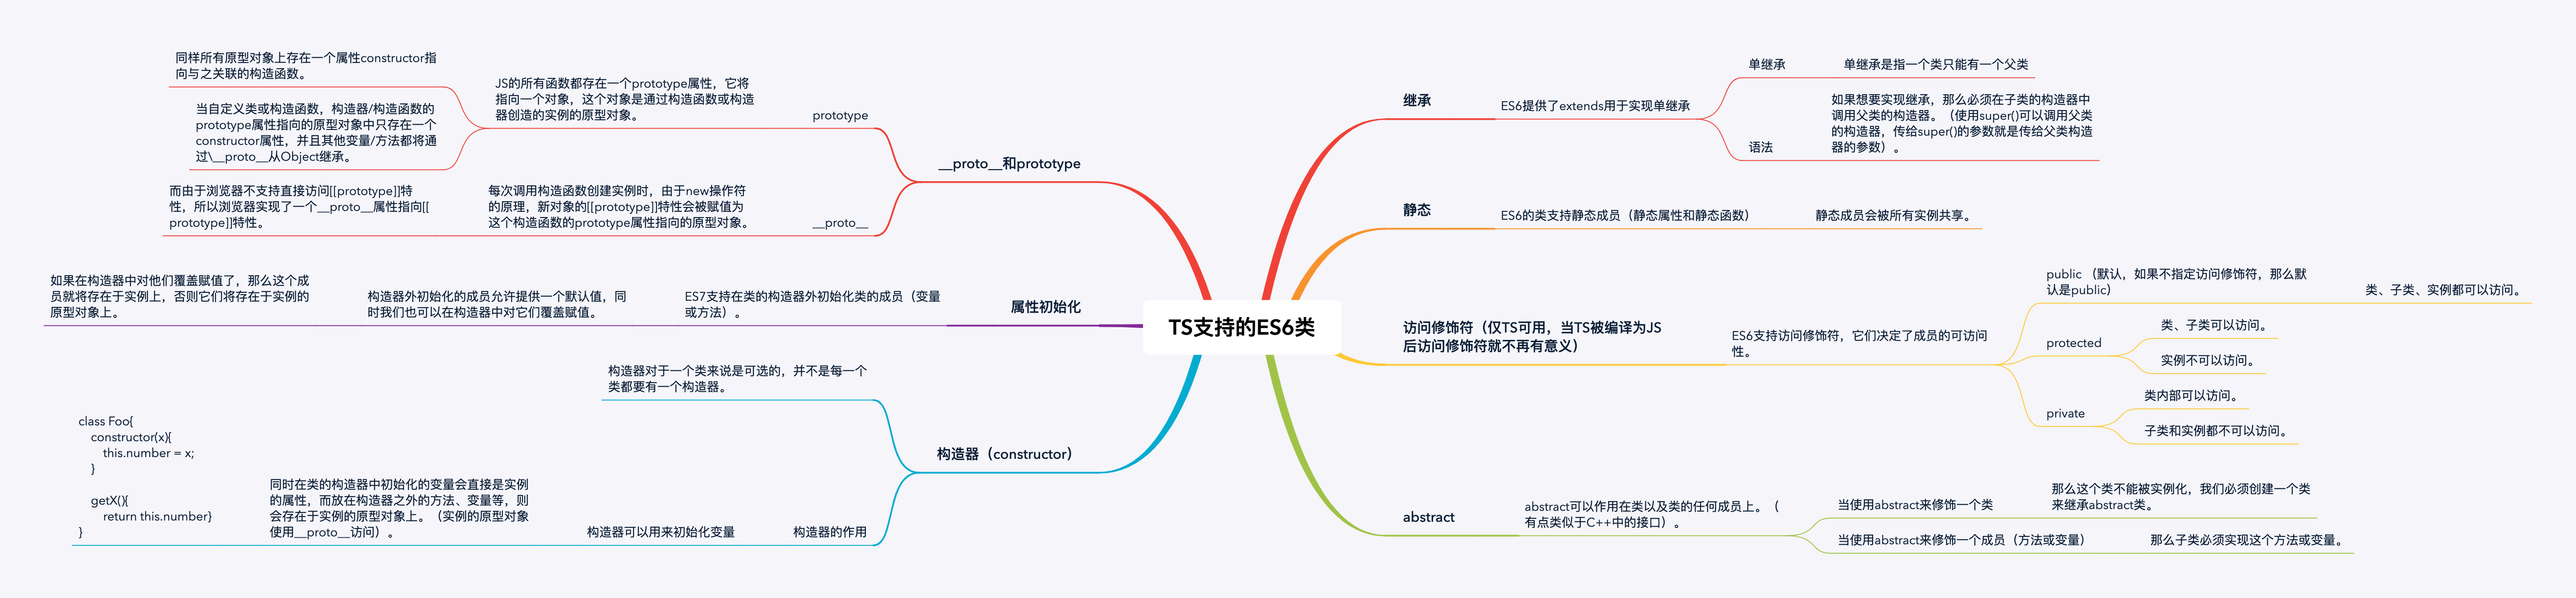 TS支持的ES6类
__proto__和prototype
prototype
JS的所有函数都存在一个prototype属性，它将
指向一个对象，这个对象是通过构造函数或构造
器创造的实例的原型对象。
同样所有原型对象上存在一个属性constructor指
向与之关联的构造函数。
当自定义类或构造函数，构造器/构造函数的
prototype属性指向的原型对象中只存在一个
constructor属性，并且其他变量/方法都将通
过\__proto__从Object继承。
__proto__
每次调用构造函数创建实例时，由于new操作符
的原理，新对象的[[prototype]]特性会被赋值为
这个构造函数的prototype属性指向的原型对象。
而由于浏览器不支持直接访问[[prototype]]特
性，所以浏览器实现了一个__proto__属性指向[[
prototype]]特性。
属性初始化
ES7支持在类的构造器外初始化类的成员（变量
或方法）。
构造器外初始化的成员允许提供一个默认值，同
时我们也可以在构造器中对它们覆盖赋值。
如果在构造器中对他们覆盖赋值了，那么这个成
员就将存在于实例上，否则它们将存在于实例的
原型对象上。
构造器（constructor）
构造器对于一个类来说是可选的，并不是每一个
类都要有一个构造器。
构造器的作用
构造器可以用来初始化变量
同时在类的构造器中初始化的变量会直接是实例
的属性，而放在构造器之外的方法、变量等，则
会存在于实例的原型对象上。（实例的原型对象
使用__proto__访问）。
class Foo{
constructor(x){
this.number = x;
}
getX(){
return this.number}
}
继承
ES6提供了extends用于实现单继承
单继承
单继承是指一个类只能有一个父类
语法
如果想要实现继承，那么必须在子类的构造器中
调用父类的构造器。（使用super()可以调用父类
的构造器，传给super()的参数就是传给父类构造
器的参数）。
静态
ES6的类支持静态成员（静态属性和静态函数）
静态成员会被所有实例共享。
访问修饰符（仅TS可用，当TS被编译为JS
后访问修饰符就不再有意义）
ES6支持访问修饰符，它们决定了成员的可访问
性。
public （默认，如果不指定访问修饰符，那么默
认是public）
类、子类、实例都可以访问。
protected
类、子类可以访问。
实例不可以访问。
private
类内部可以访问。
子类和实例都不可以访问。
abstract
abstract可以作用在类以及类的任何成员上。（
有点类似于C++中的接口）。
当使用abstract来修饰一个类
那么这个类不能被实例化，我们必须创建一个类
来继承abstract类。
当使用abstract来修饰一个成员（方法或变量）
那么子类必须实现这个方法或变量。